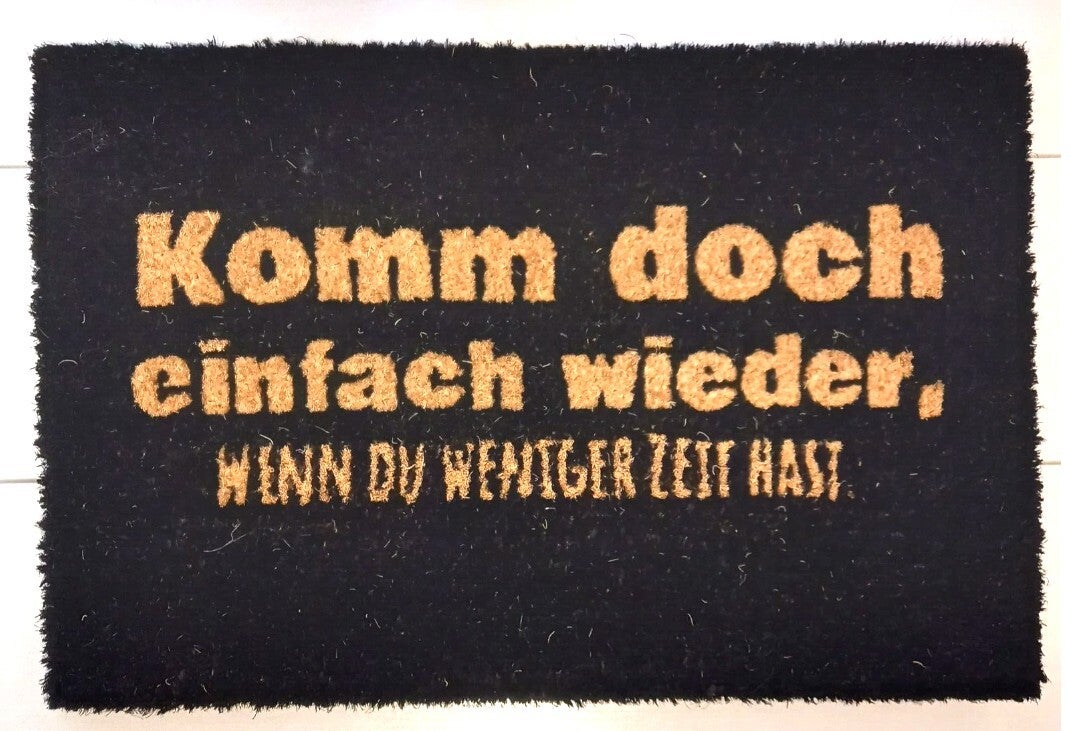 Komm doch
einfach wieder,
WENN DU WENIGER ZEIT HAST.